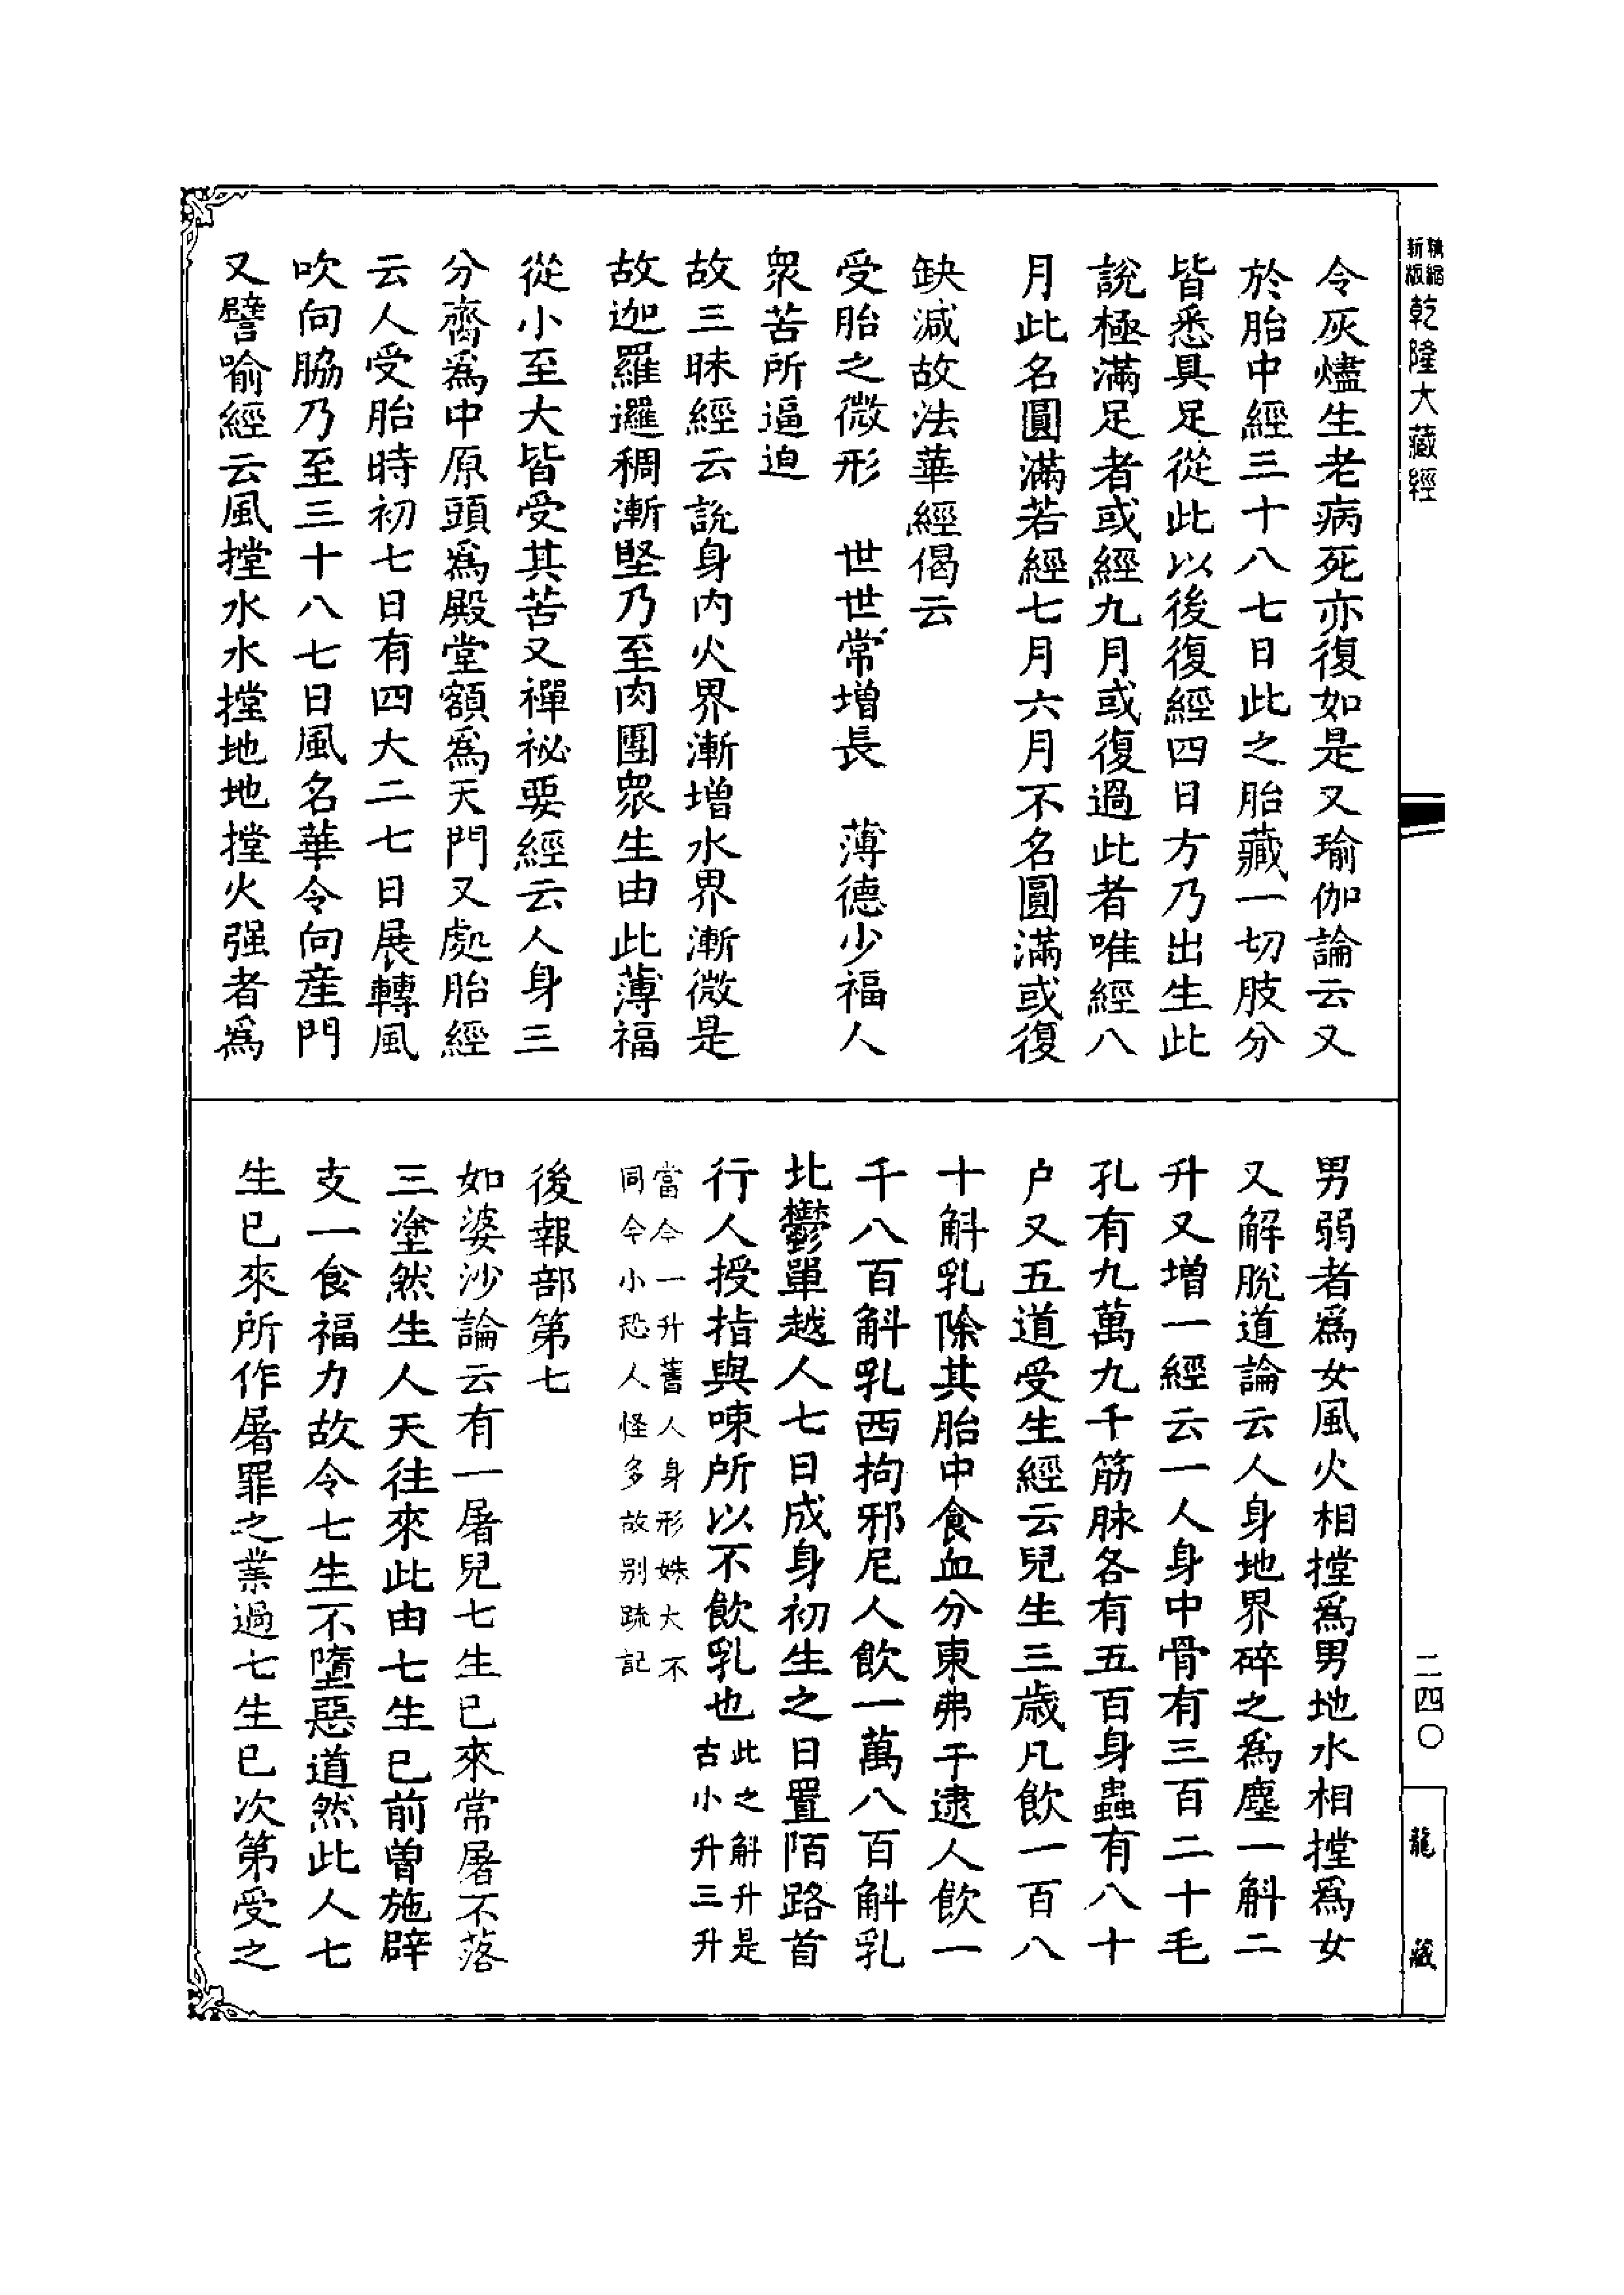 精縮
新版
乾隆大藏經
令灰燼生老病死亦復如是又瑜伽論云又
於胎中經三十八七日此之胎藏一切肢分
皆悉具足從此以後復經四日方乃出生此
說極滿足者或經九月或復過此者唯經八
月此名圓滿若經七月六月不名圓滿或復
缺減故法華經偈云
受胎之微形　世世常增長　薄德少福人
眾苦所逼迫
故三昧經云說身內火界漸增水界漸微是
故迦羅邏稠漸堅乃至肉團眾生由此薄福
從小至大皆受其苦又禪祕要經云人身三
分齊為中原頭為殿堂額為天門又處胎經
云人受胎時初七日有四大二七日展轉風
吹向脇乃至三十八七日風名華令向產門
又譬喻經云風摚水水摚地地摚火强者為
男弱者為女風火相摚為男地水相摚為女
又解脫道論云人身地界碎之為塵一斛二
升又增一經云一人身中骨有三百二十毛
孔有九萬九千筋脉各有五百身蟲有八十
户又五道受生經云兒生三歲凡飲一百八
十斛乳除其胎中食血分東弗于逮人飲一
千八百斛乳西拘邪尼人飲一萬八百斛乳
北鬱單越人七日成身初生之日置陌路首
行人授指與㖒所以不飲乳也此之斛升是
古小升三升
當今一升舊人身形姝大不
同今小恐人怪多故別疏記
後報部第七
如婆沙論云有一屠兒七生已來常屠不落
三塗然生人天往來此由七生已前曾施辟
支一食福力故令七生不墮惡道然此人七
生已來所作屠罪之業過七生已次第受之
二四〇
龍藏